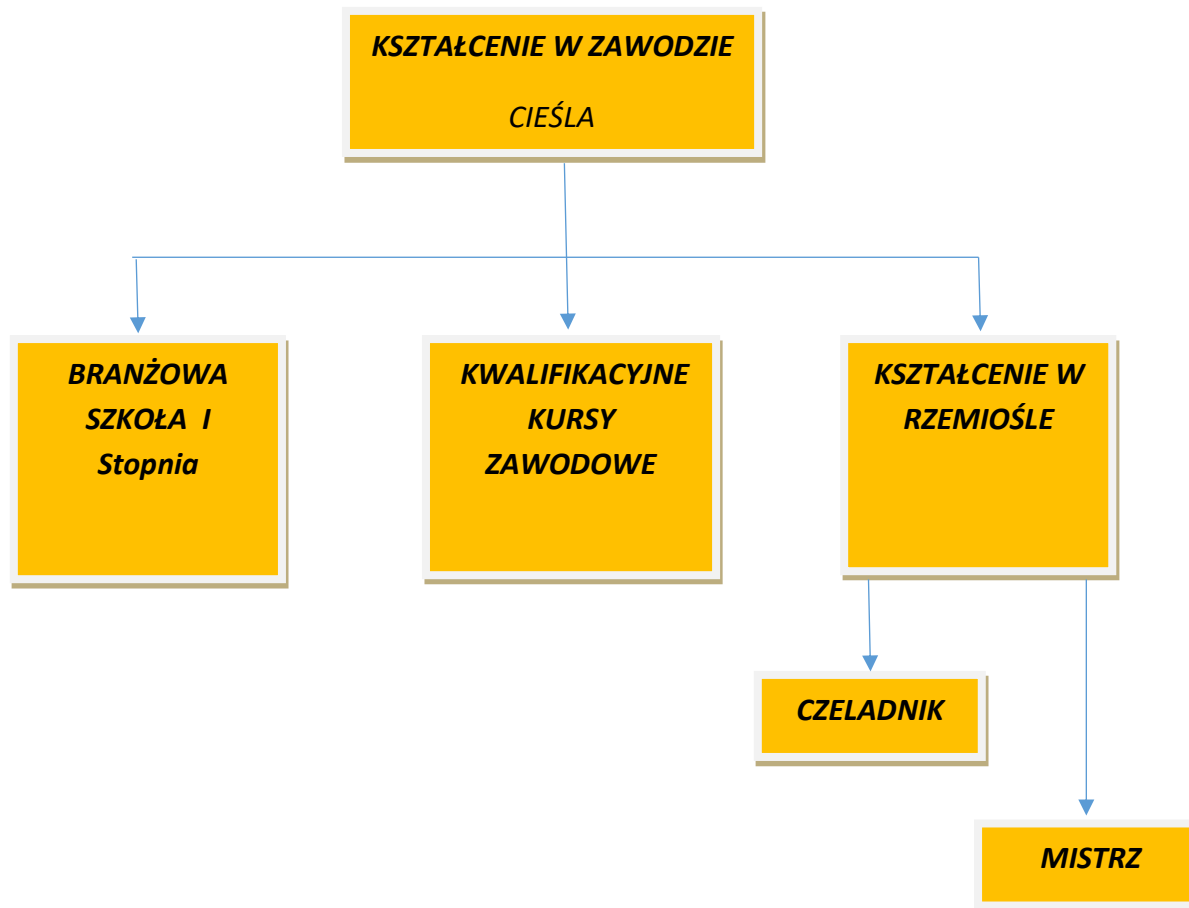 KSZTAŁCENIE W ZAWODZIE
CIEŚLA
BRANŻOWA
SZKOŁA I
Stopnia
KWALIFIKACYJNE
KURSY
ZAWODOWE
KSZTAŁCENIE W
RZEMIOŚLE
CZELADNIK
MISTRZ